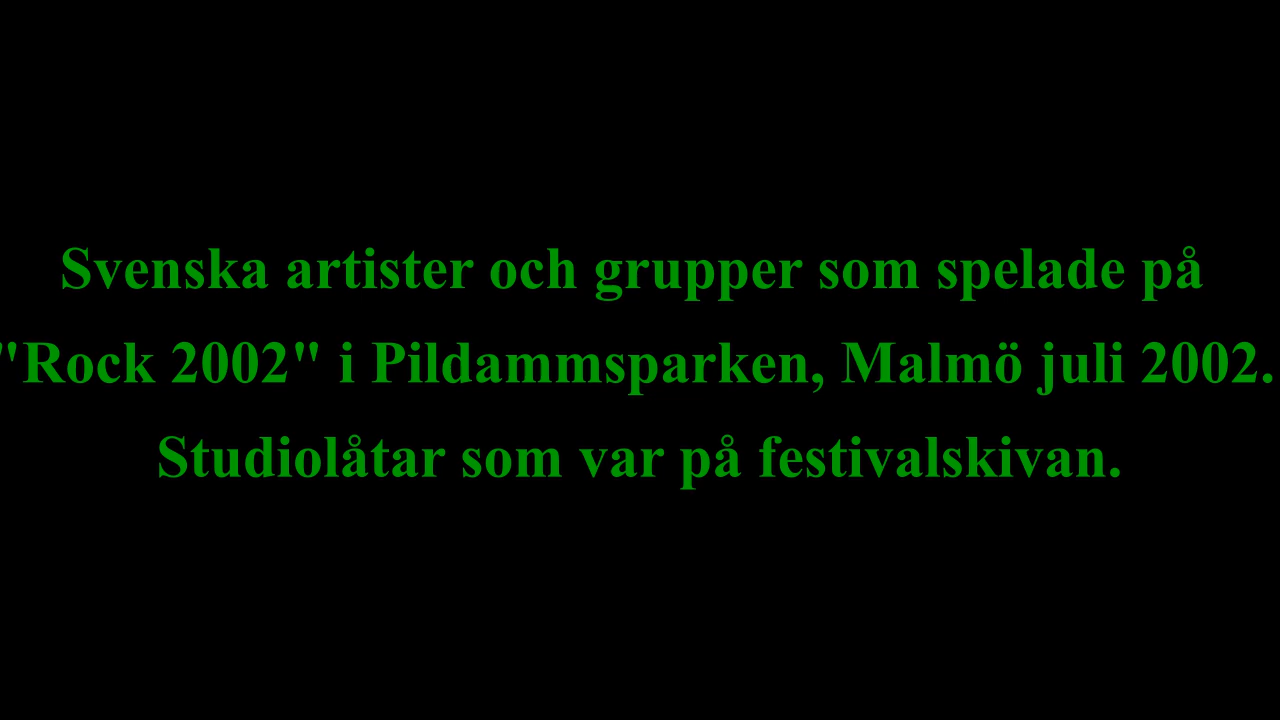 Svenska artister och grupper som spelade på
"Rock 2002" i Pildammsparken, Malmö juli 2002.
Studiolåtar som var på festivalskivan.